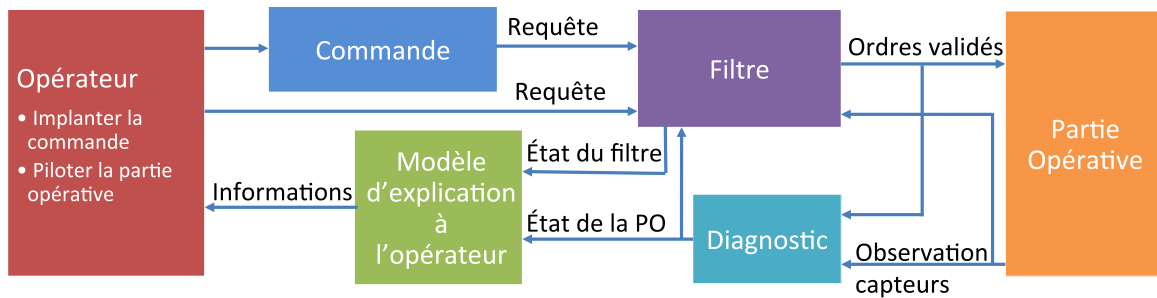 Opérateur
• Implanter la
commande
• Piloter la partie
opérative
Commande
Requête
Requête
Filtre
Ordres validés
Partie
Opérative
État du filtre
Modèle
d'explication
à
l'opérateur
Informations
État de la PO
Diagnostic
Observation
capteurs